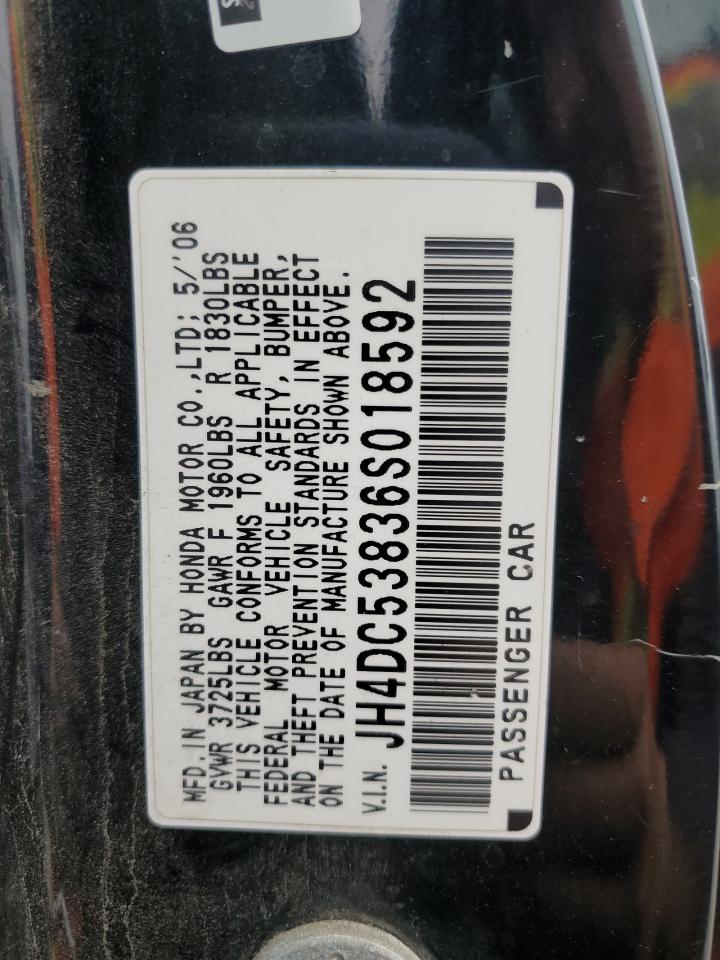 MFD. IN JAPAN BY HONDA MOTOR CO.,LTD; 5/'06
GVWR 3725LBS GAWR F 1960LBS R 1830LBS
THIS VEHICLE CONFORMS TO ALL APPLICABLE
FEDERAL MOTOR VEHICLE SAFETY, BUMPER,
AND THEFT PREVENTION STANDARDS IN EFFECT
ON THE DATE OF MANUFACTURE SHOWN ABOVE.
V.I.N. JH4DC53836S018592
PASSENGER CAR